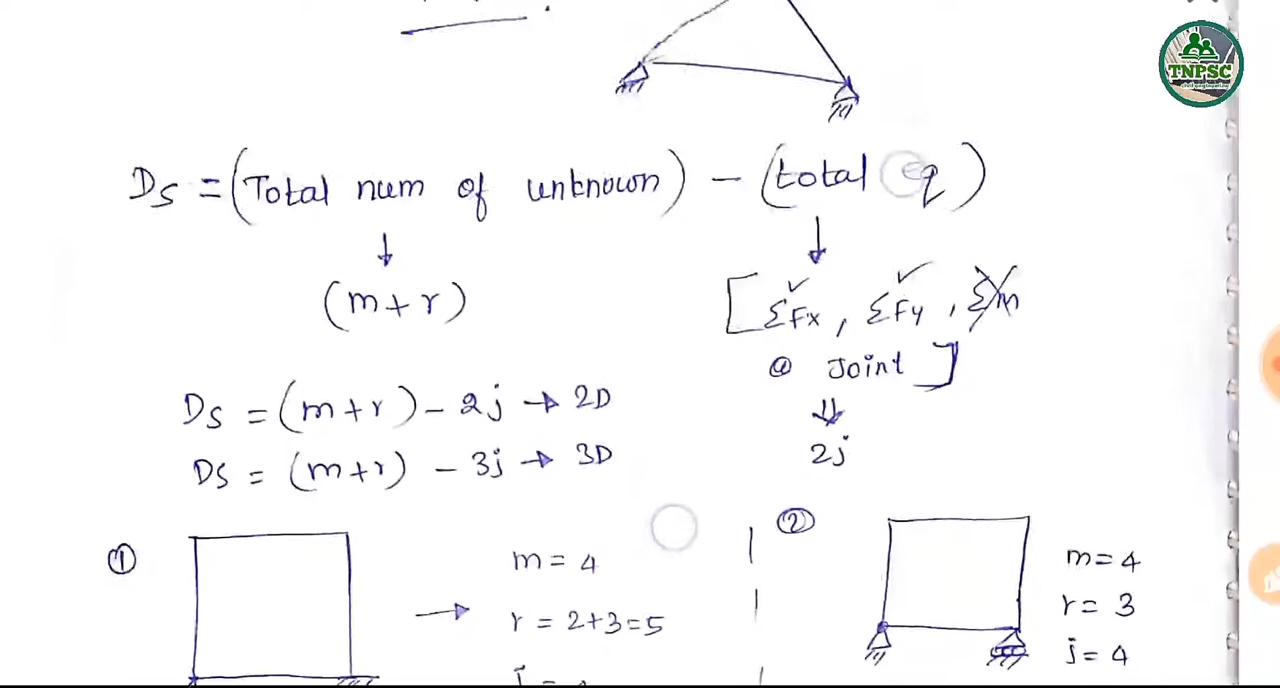 TNPSC
Ds = (Total num of unknown) - (total eq)
↓ ↓
(m+r) [ΣFx, ΣFy, Σm
@ Joint]
Ds = (m+r) - 2j → 2D ⇓
Ds = (m+r) - 3j → 3D 2j
① ②
m = 4 m = 4
→ r = 2+3=5 r = 3
j = 4